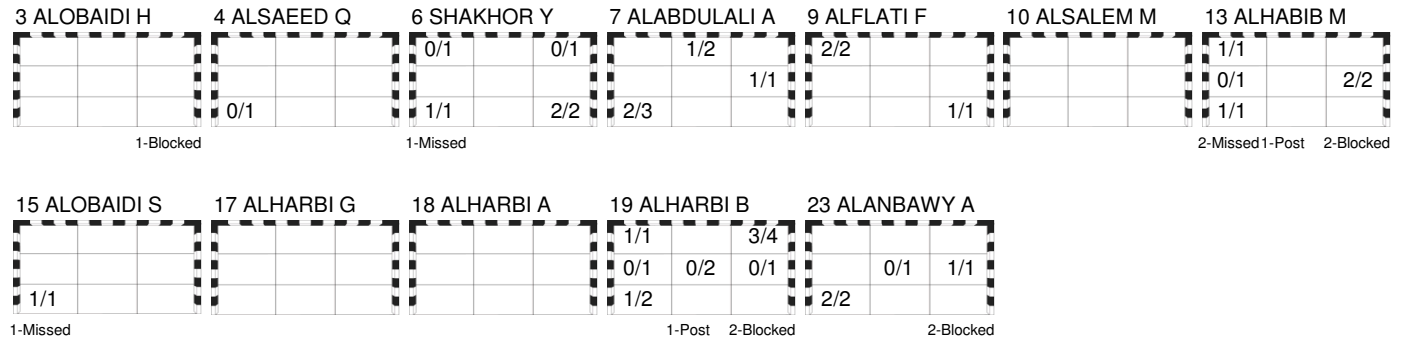 3 ALOBAIDI H 4 ALSAEED Q 6 SHAKHOR Y 7 ALABDULALI A 9 ALFLATI F 10 ALSALEM M 13 ALHABIB M
0/1 0/1 1/2 2/2 1/1
1/1 0/1 2/2
0/1 1/1 2/2 2/3 1/1 1/1
1-Blocked 1-Missed 2-Missed 1-Post 2-Blocked
15 ALOBAIDI S 17 ALHARBI G 18 ALHARBI A 19 ALHARBI B 23 ALANBAWY A
1/1 3/4
0/1 0/2 0/1 0/1 1/1
1/1 1/2 2/2
1-Missed 1-Post 2-Blocked 2-Blocked